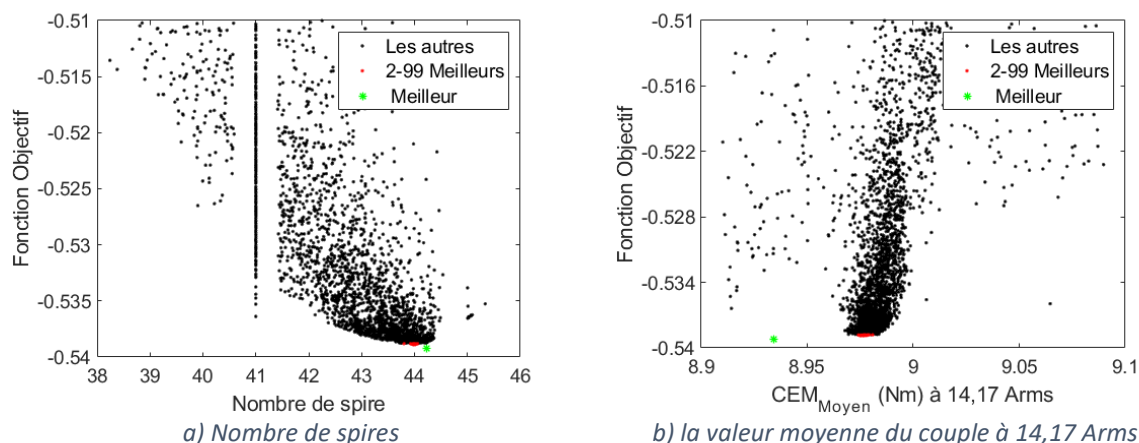 -0.51
-0.515
-0.52
-0.525
-0.53
-0.535
-0.54
Fonction Objectif
38 39 40 41 42 43 44 45 46
Nombre de spire
Les autres
2-99 Meilleurs
Meilleur
a) Nombre de spires
-0.51
-0.516
-0.522
-0.528
-0.534
-0.54
Fonction Objectif
8.9 8.95 9 9.05 9.1
CEM_Moyen (Nm) à 14,17 Arms
Les autres
2-99 Meilleurs
Meilleur
b) la valeur moyenne du couple à 14,17 Arms